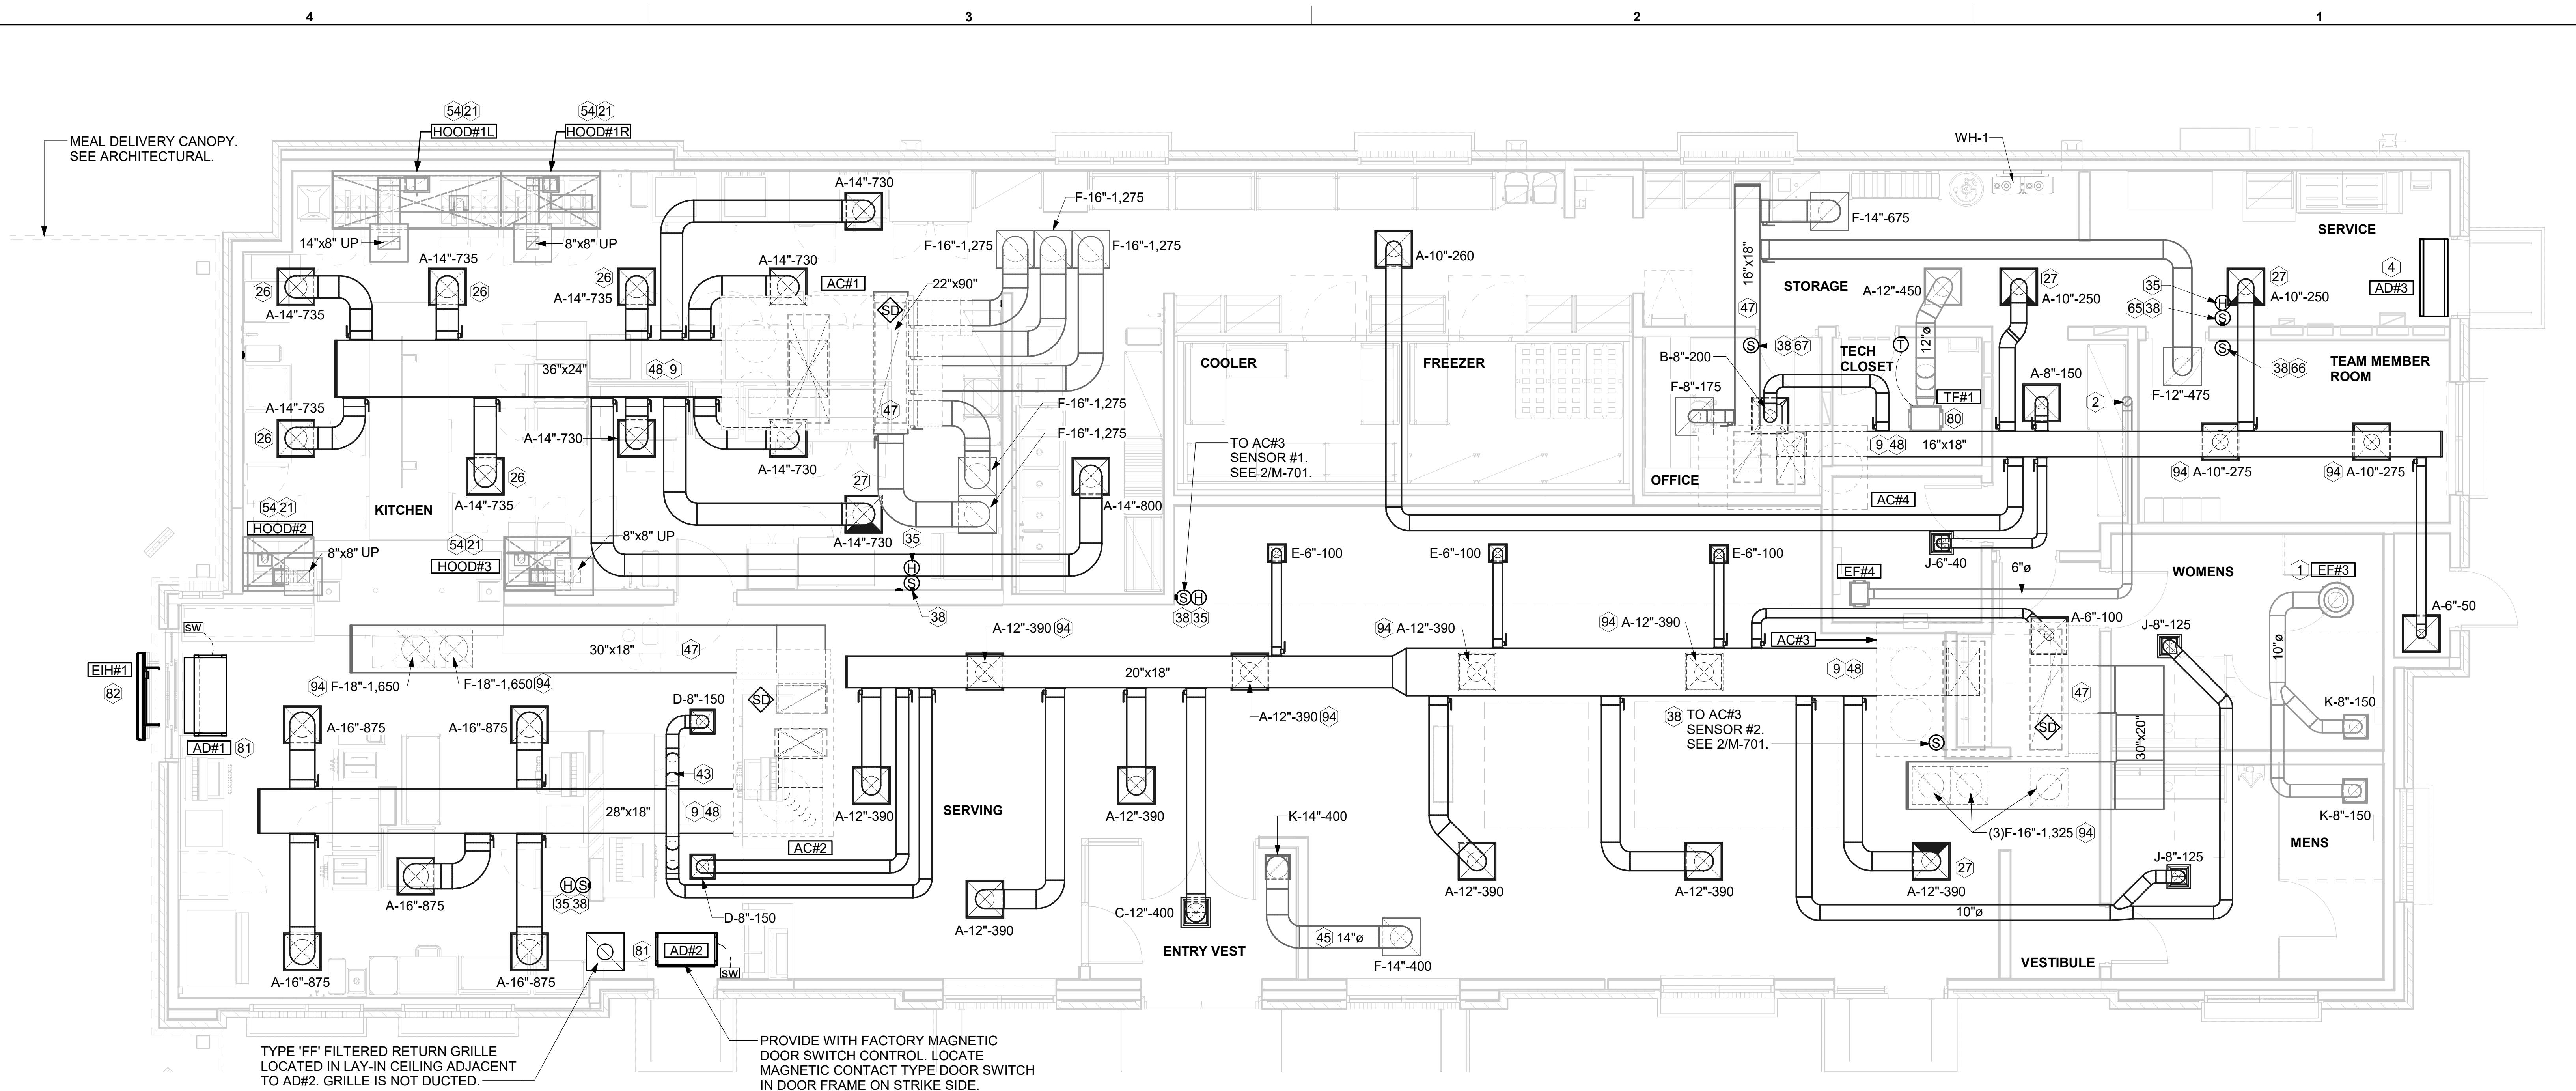 4
3
2
1
54 21
HOOD#1L
54 21
HOOD#1R
MEAL DELIVERY CANOPY.
SEE ARCHITECTURAL.
WH-1
A-14"-730
F-16"-1,275
F-14"-675
14"x8" UP
8"x8" UP
F-16"-1,275
F-16"-1,275
SERVICE
A-14"-735
26
A-14"-735
26
26
A-14"-735
A-14"-730
AC#1
22"x90"
SD
A-10"-260
16"x18"
47
STORAGE
A-12"-450
27
A-10"-250
35
H
65 38
S
27
A-10"-250
4
AD#3
36"x24"
48 9
47
COOLER
FREEZER
B-8"-200
S
38 67
TECH
CLOSET
T
12"ø
S
38 66
TEAM MEMBER
ROOM
A-14"-735
26
F-16"-1,275
F-8"-175
TF#1
80
A-8"-150
2
F-12"-475
A-14"-730
A-14"-730
F-16"-1,275
TO AC#3
SENSOR #1.
SEE 2/M-701.
9 48
16"x18"
26
A-14"-735
27
OFFICE
94 A-10"-275
94 A-10"-275
KITCHEN
A-14"-800
AC#4
54 21
HOOD#2
8"x8" UP
54 21
HOOD#3
8"x8" UP
A-14"-730
35
H
S
38
E-6"-100
E-6"-100
E-6"-100
J-6"-40
EF#4
6"ø
WOMENS
1
EF#3
S H
38 35
A-6"-50
SW
A-12"-390 94
94 A-12"-390
94 A-12"-390
AC#3
A-6"-100
J-8"-125
10"ø
EIH#1
82
30"x18"
47
94 F-18"-1,650
F-18"-1,650 94
20"x18"
9 48
47
D-8"-150
SD
A-12"-390 94
38 TO AC#3
SENSOR #2.
SEE 2/M-701.
S
SD
30"x20"
K-8"-150
A-16"-875
A-16"-875
AD#1
81
43
28"x18"
9 48
SERVING
A-12"-390
A-12"-390
K-14"-400
(3)F-16"-1,325 94
K-8"-150
AC#2
MENS
A-16"-875
H S
35 38
D-8"-150
A-12"-390
C-12"-400
A-12"-390
A-12"-390
A-12"-390
27
J-8"-125
10"ø
A-16"-875
A-16"-875
81
AD#2
SW
ENTRY VEST
45 14"ø
F-14"-400
VESTIBULE
TYPE 'FF' FILTERED RETURN GRILLE
LOCATED IN LAY-IN CEILING ADJACENT
TO AD#2. GRILLE IS NOT DUCTED.
PROVIDE WITH FACTORY MAGNETIC
DOOR SWITCH CONTROL. LOCATE
MAGNETIC CONTACT TYPE DOOR SWITCH
IN DOOR FRAME ON STRIKE SIDE.